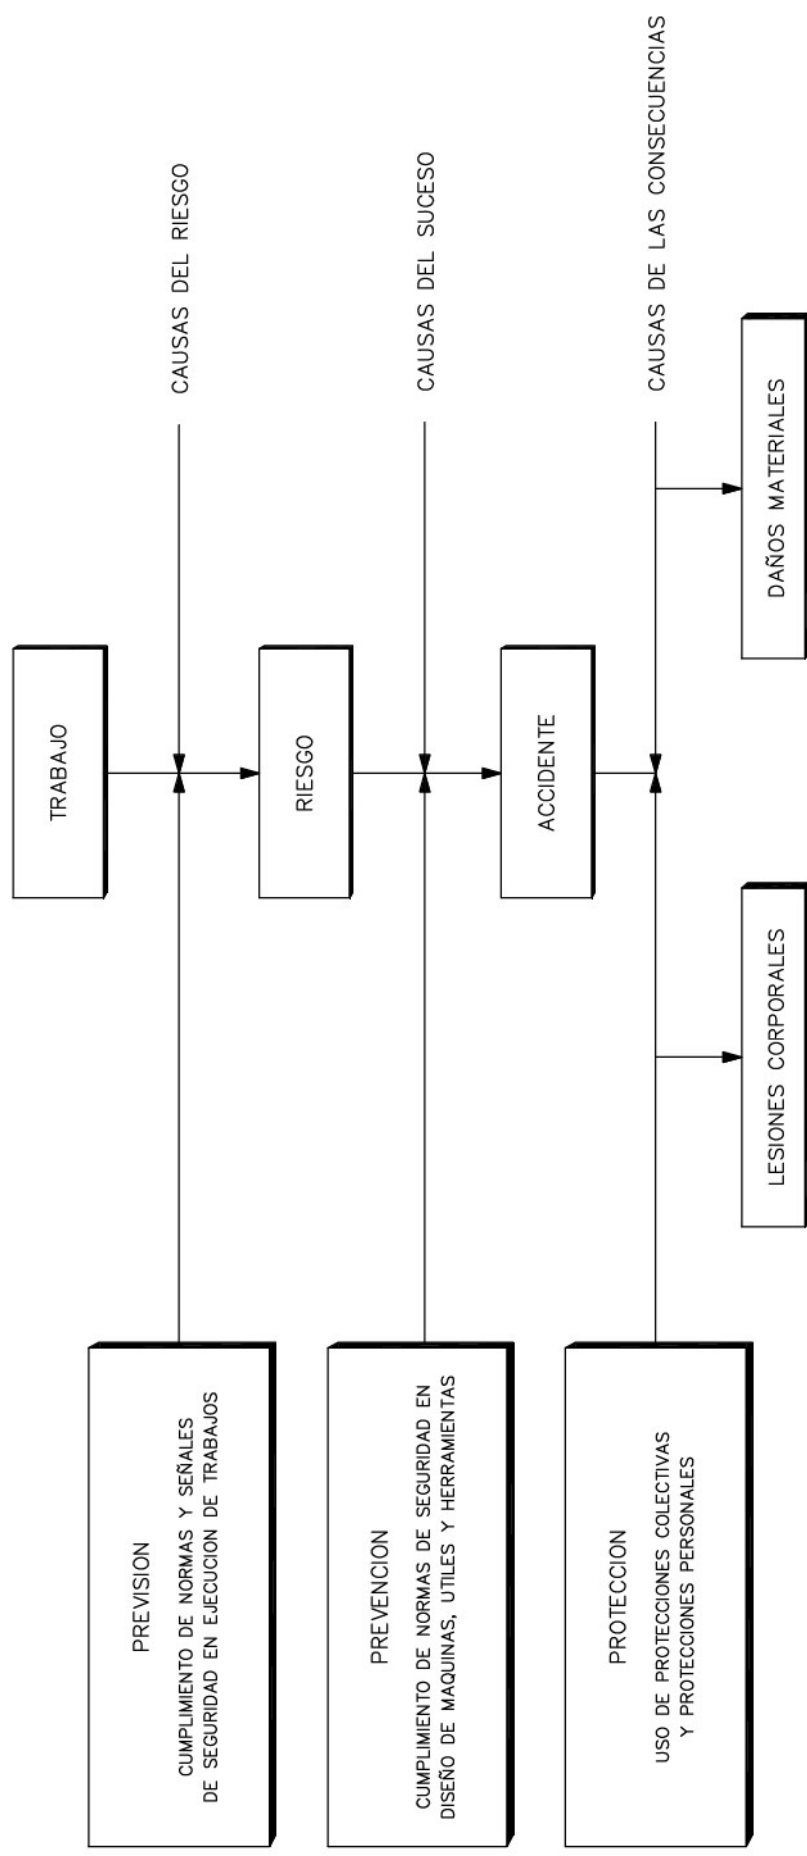 TRABAJO
CAUSAS DEL RIESGO
PREVISION
CUMPLIMIENTO DE NORMAS Y SEÑALES
DE SEGURIDAD EN EJECUCION DE TRABAJOS
RIESGO
CAUSAS DEL SUCESO
PREVENCION
CUMPLIMIENTO DE NORMAS DE SEGURIDAD EN
DISEÑO DE MAQUINAS, UTILES Y HERRAMIENTAS
ACCIDENTE
CAUSAS DE LAS CONSECUENCIAS
PROTECCION
USO DE PROTECCIONES COLECTIVAS
Y PROTECCIONES PERSONALES
LESIONES CORPORALES
DAÑOS MATERIALES